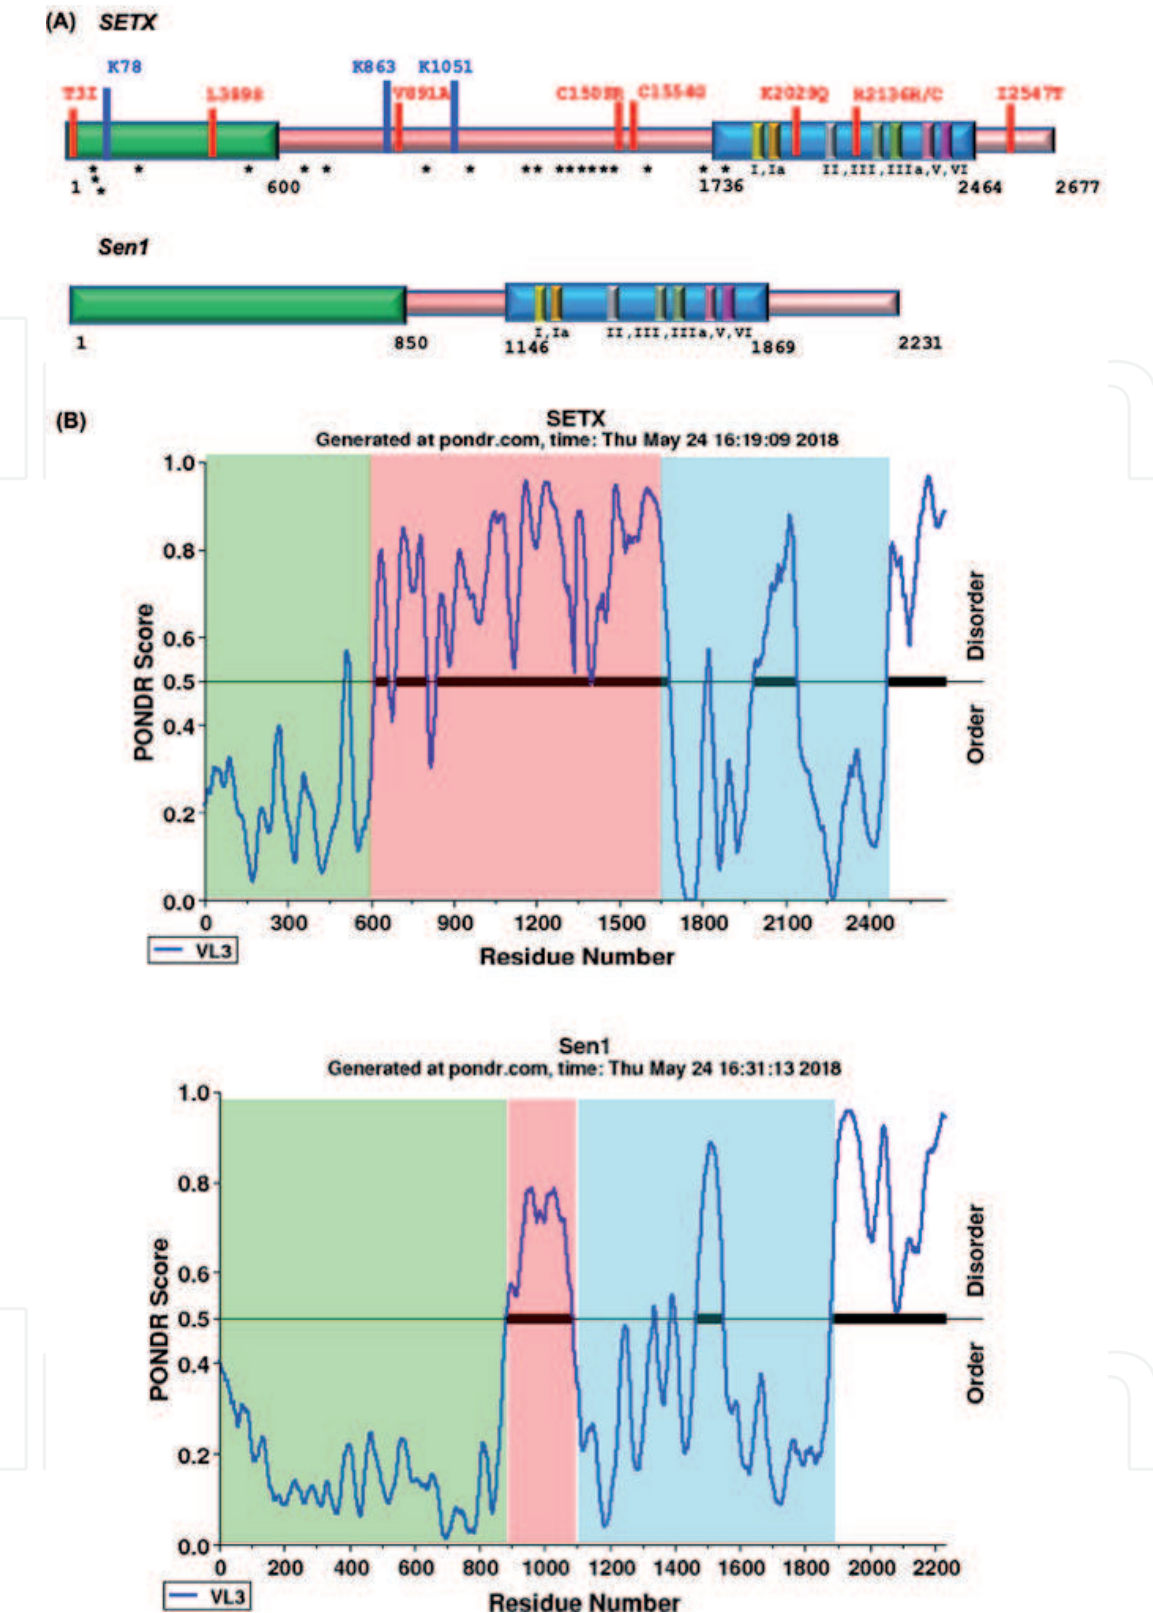 (A) SETX
K78 K863 K1051
T3I L389S V891A C1554G K2029Q R2136H/C I2547T
* * * * * * * * * * * * * * * * * * * * *
I,Ia II,III,IIIa,V,VI
1 600 1736 2464 2677
Sen1
I,Ia II,III,IIIa,V,VI
1 850 1146 1869 2231
(B)
SETX
Generated at pondr.com, time: Thu May 24 16:19:09 2018
1.0
0.8
0.6
0.5
0.4
0.2
0.0
PONDR Score
Disorder
Order
0 300 600 900 1200 1500 1800 2100 2400
VL3
Residue Number
Sen1
Generated at pondr.com, time: Thu May 24 16:31:13 2018
1.0
0.8
0.6
0.5
0.4
0.2
0.0
PONDR Score
Disorder
Order
0 200 400 600 800 1000 1200 1400 1600 1800 2000 2200
VL3
Residue Number